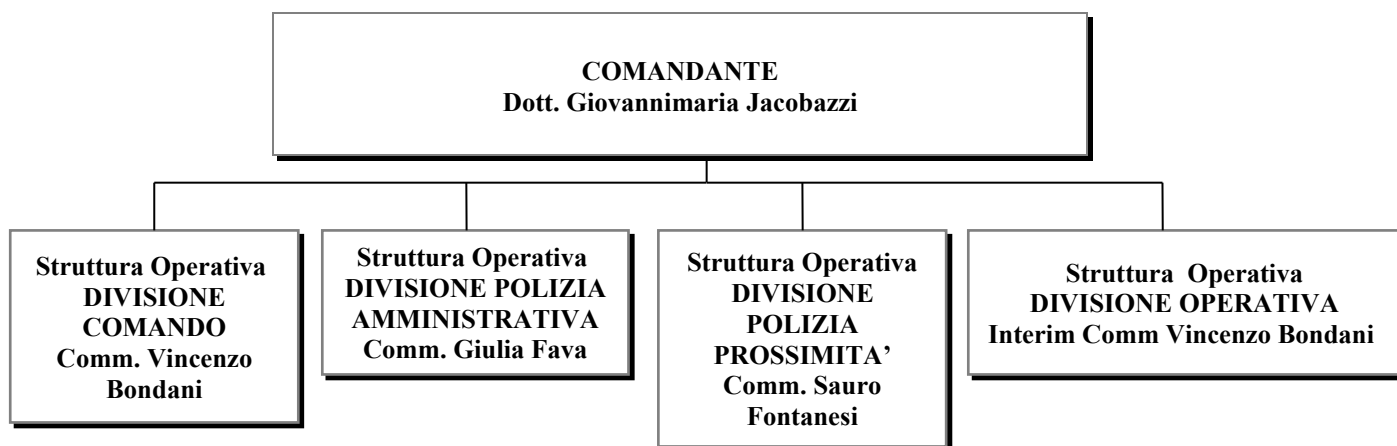 COMANDANTE
Dott. Giovannimaria Jacobazzi
Struttura Operativa
DIVISIONE
COMANDO
Comm. Vincenzo
Bondani
Struttura Operativa
DIVISIONE POLIZIA
AMMINISTRATIVA
Comm. Giulia Fava
Struttura Operativa
DIVISIONE
POLIZIA
PROSSIMITA’
Comm. Sauro
Fontanesi
Struttura Operativa
DIVISIONE OPERATIVA
Interim Comm Vincenzo Bondani